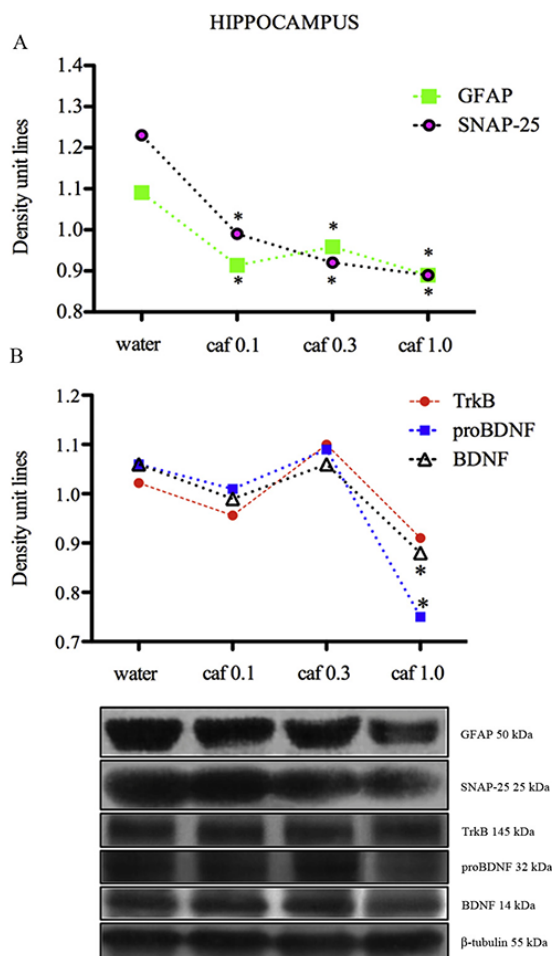 HIPPOCAMPUS
A
Density unit lines
1.4
1.3
1.2
1.1
1.0
0.9
0.8
GFAP
SNAP-25
*
*
*
*
*
*
water
caf 0.1
caf 0.3
caf 1.0
B
Density unit lines
1.2
1.1
1.0
0.9
0.8
0.7
TrkB
proBDNF
BDNF
*
*
water
caf 0.1
caf 0.3
caf 1.0
GFAP 50 kDa
SNAP-25 25 kDa
TrkB 145 kDa
proBDNF 32 kDa
BDNF 14 kDa
β-tubulin 55 kDa